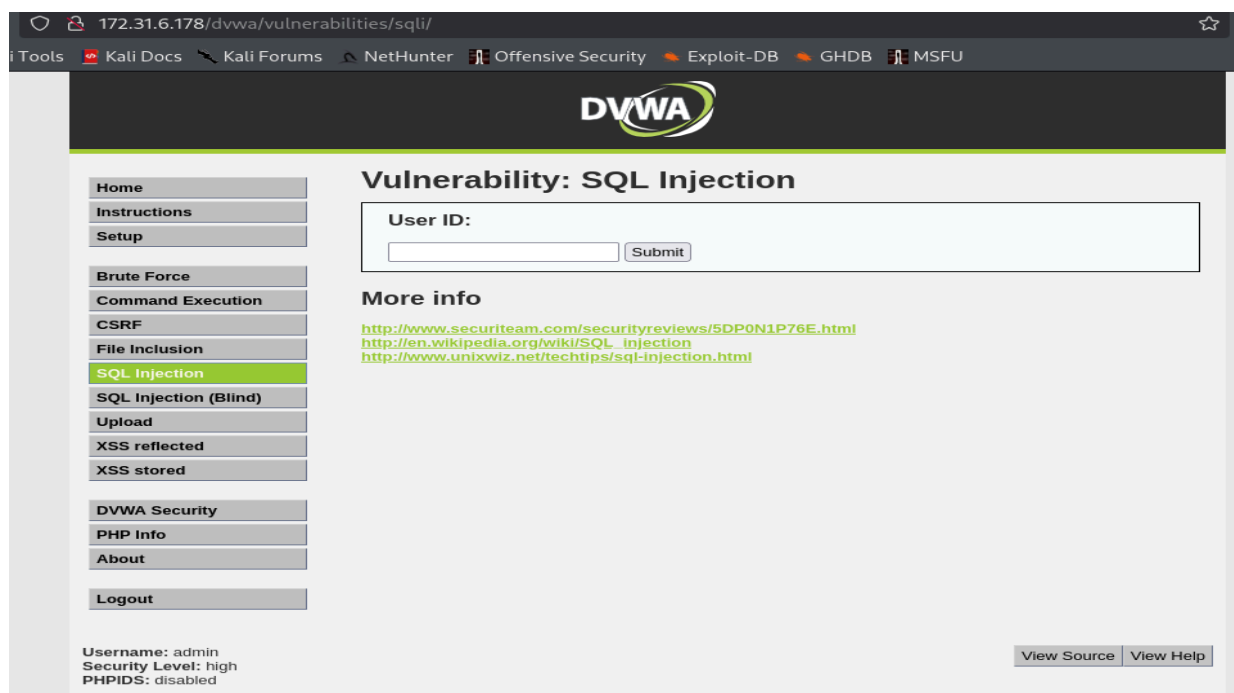 172.31.6.178/dvwa/vulnerabilities/sqli/
i Tools Kali Docs Kali Forums NetHunter Offensive Security Exploit-DB GHDB MSFU
DVWA
Home
Instructions
Setup
Brute Force
Command Execution
CSRF
File Inclusion
SQL Injection
SQL Injection (Blind)
Upload
XSS reflected
XSS stored
DVWA Security
PHP Info
About
Logout
Vulnerability: SQL Injection
User ID:
Submit
More info
http://www.securiteam.com/securityreviews/5DP0N1P76E.html
http://en.wikipedia.org/wiki/SQL_injection
http://www.unixwiz.net/techtips/sql-injection.html
Username: admin
Security Level: high
PHPIDS: disabled
View Source View Help